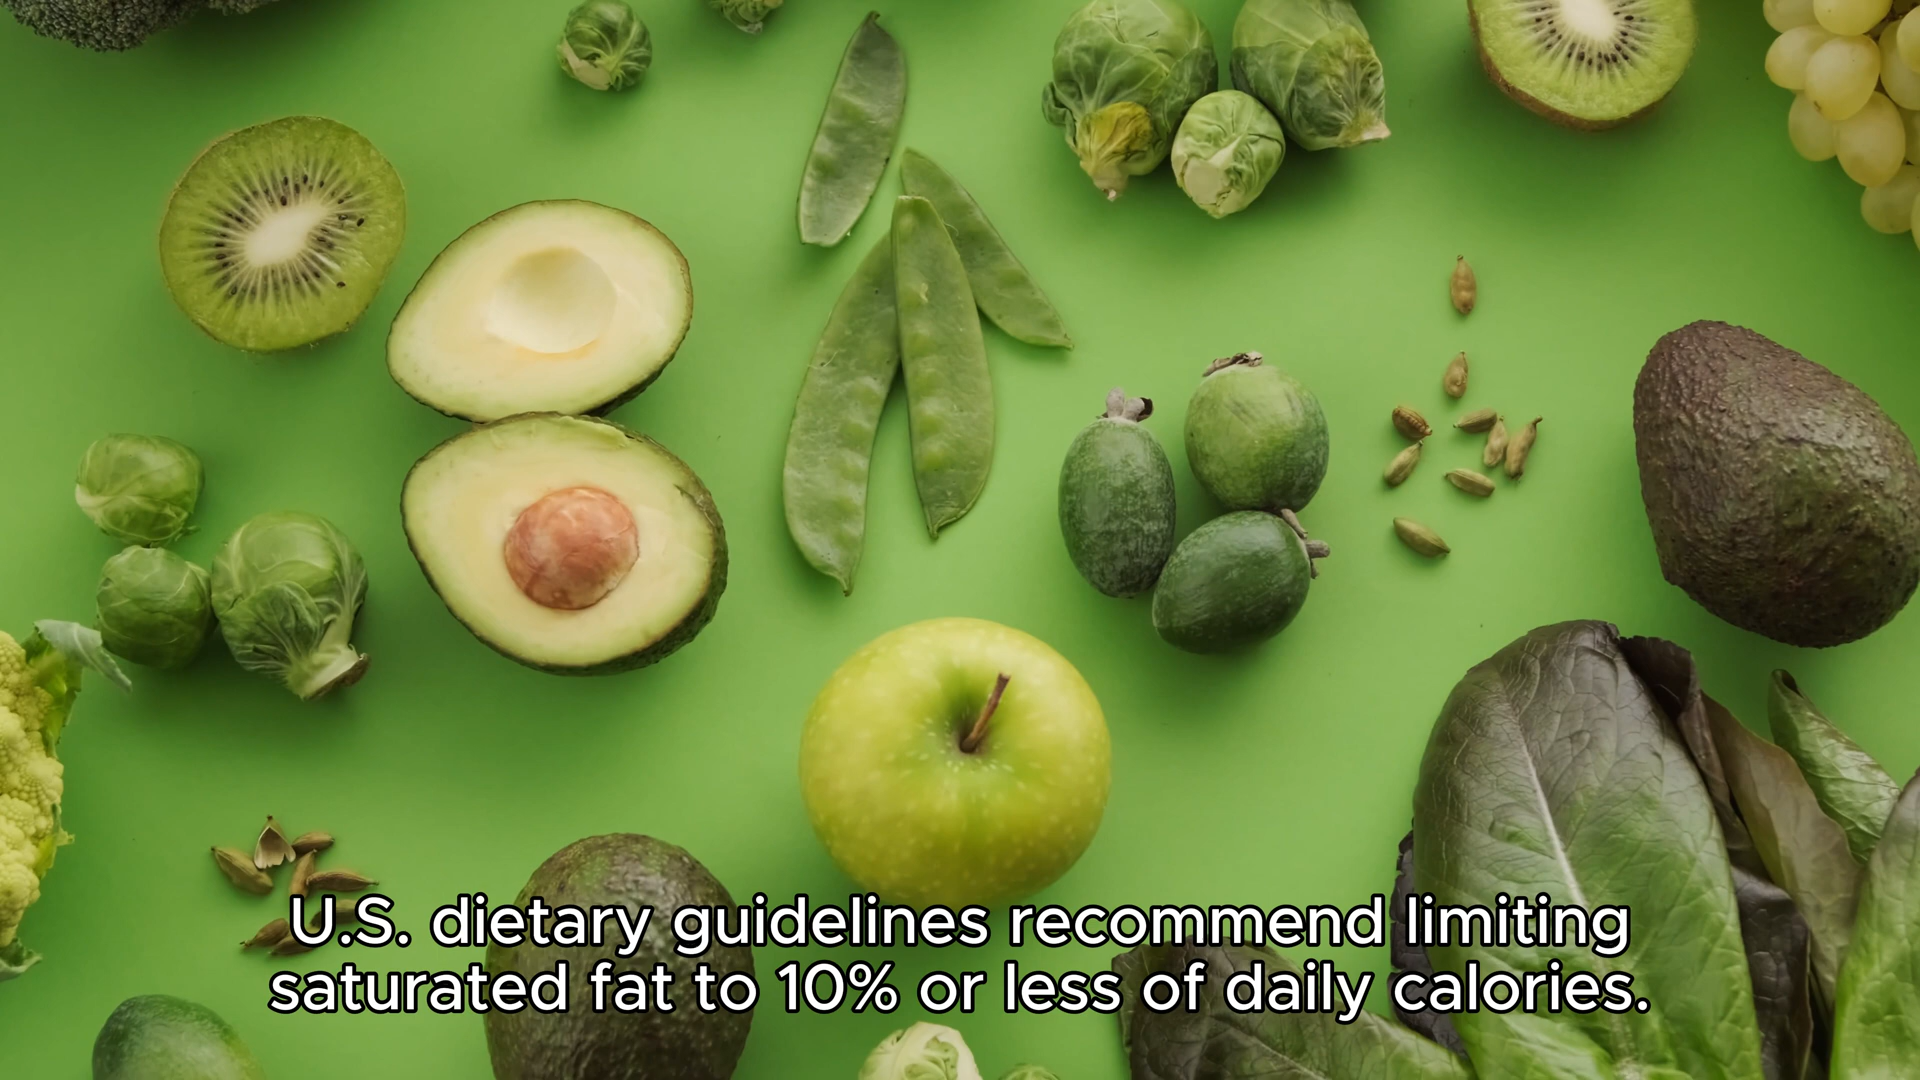 U.S. dietary guidelines recommend limiting
saturated fat to 10% or less of daily calories.